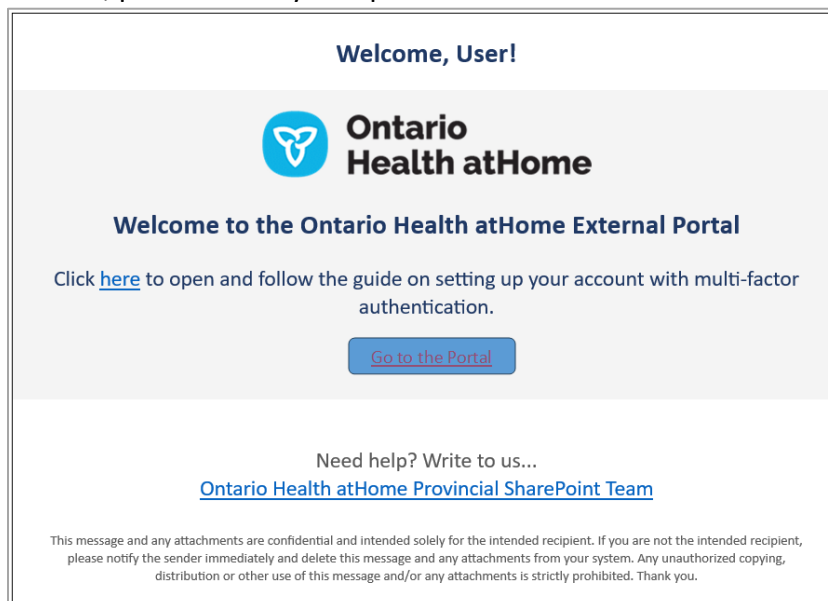 Welcome, User!
Ontario
Health atHome
Welcome to the Ontario Health atHome External Portal
Click here to open and follow the guide on setting up your account with multi-factor
authentication.
Go to the Portal
Need help? Write to us...
Ontario Health atHome Provincial SharePoint Team
This message and any attachments are confidential and intended solely for the intended recipient. If you are not the intended recipient,
please notify the sender immediately and delete this message and any attachments from your system. Any unauthorized copying,
distribution or other use of this message and/or any attachments is strictly prohibited. Thank you.